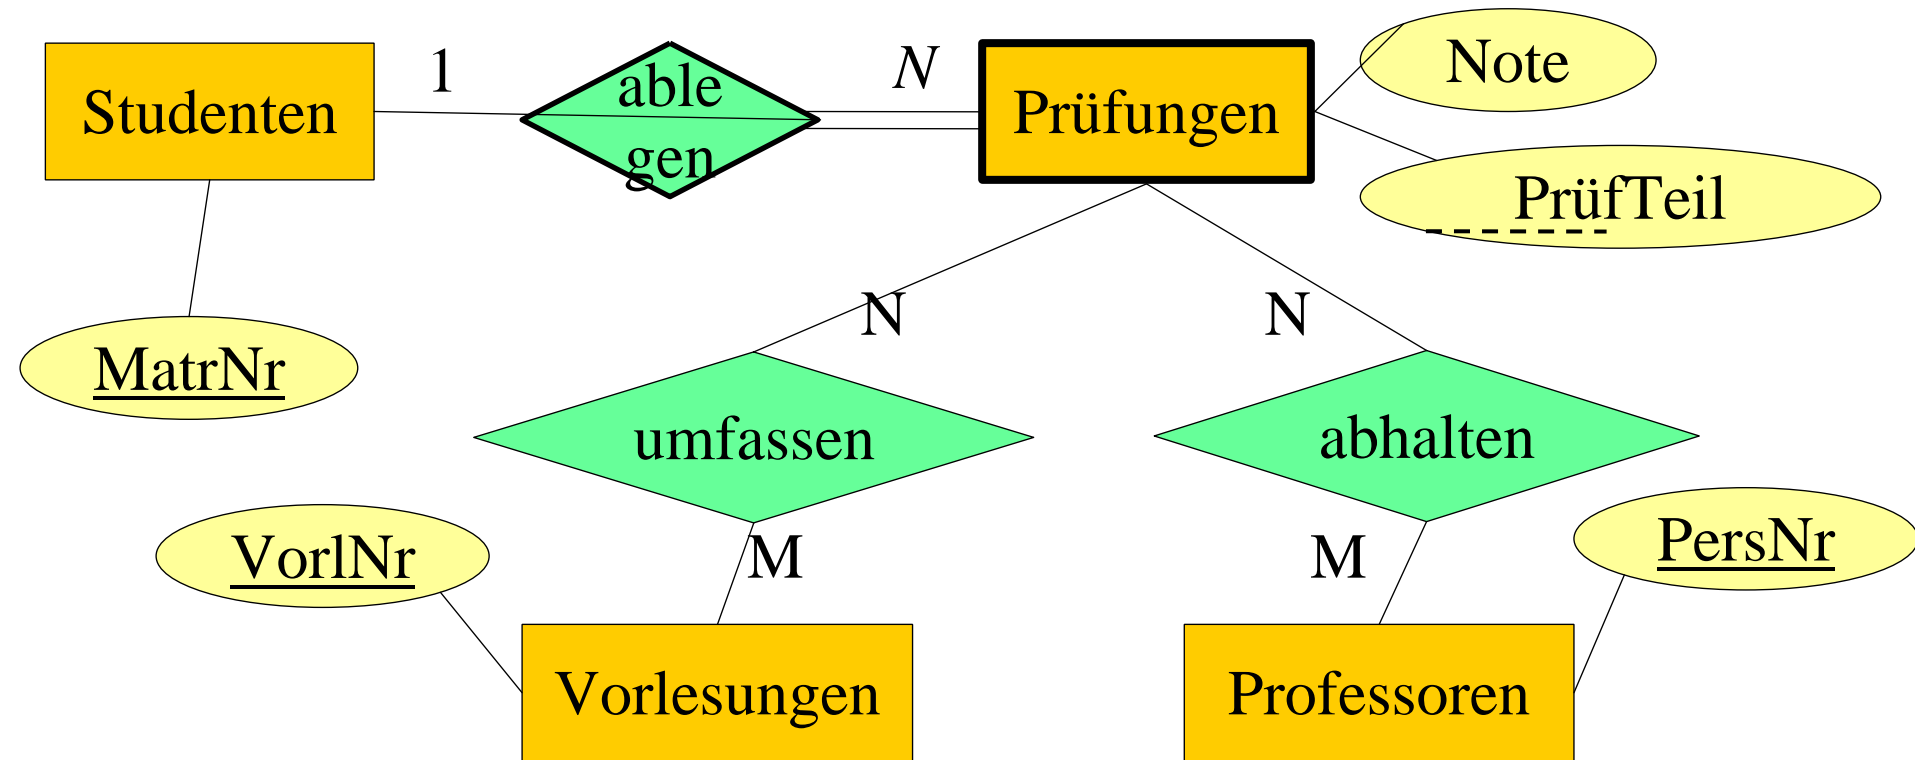 1
N
Note
Studenten
able
gen
Prüfungen
PrüfTeil
N
N
MatrNr
umfassen
abhalten
VorlNr
M
M
PersNr
Vorlesungen
Professoren